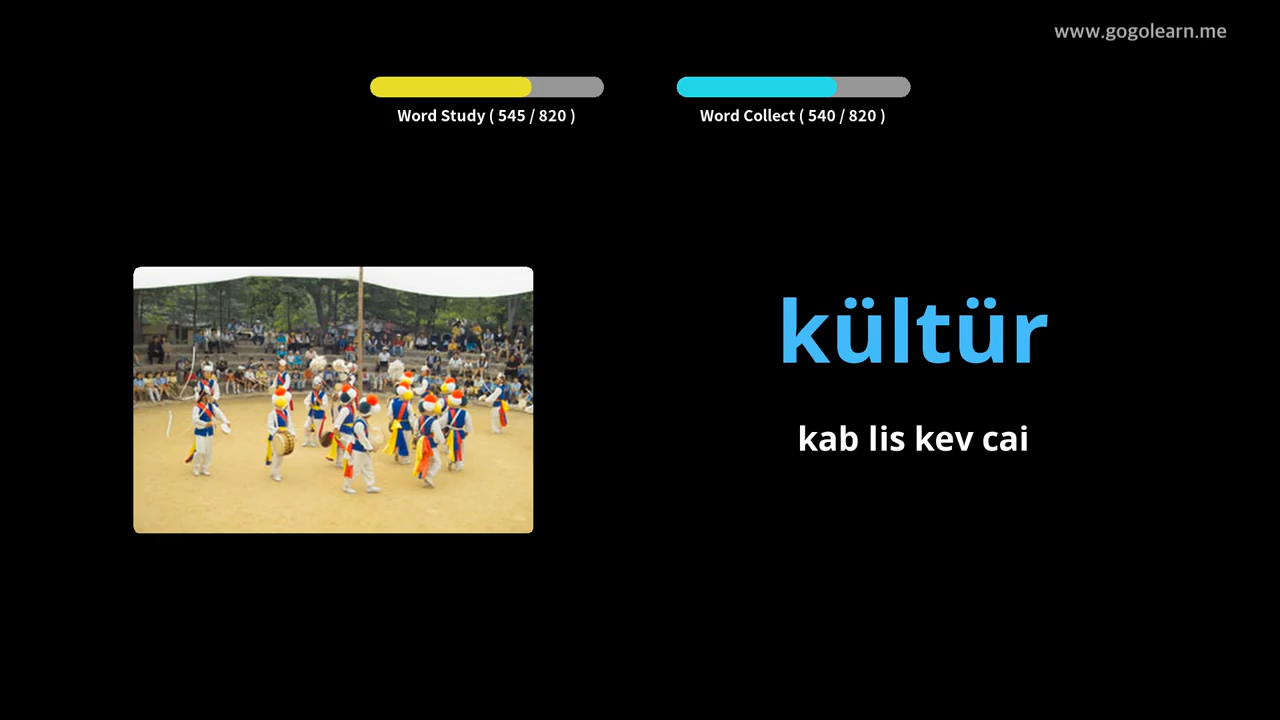 www.gogolearn.me
Word Study ( 545 / 820 )
Word Collect ( 540 / 820 )
kültür
kab lis kev cai